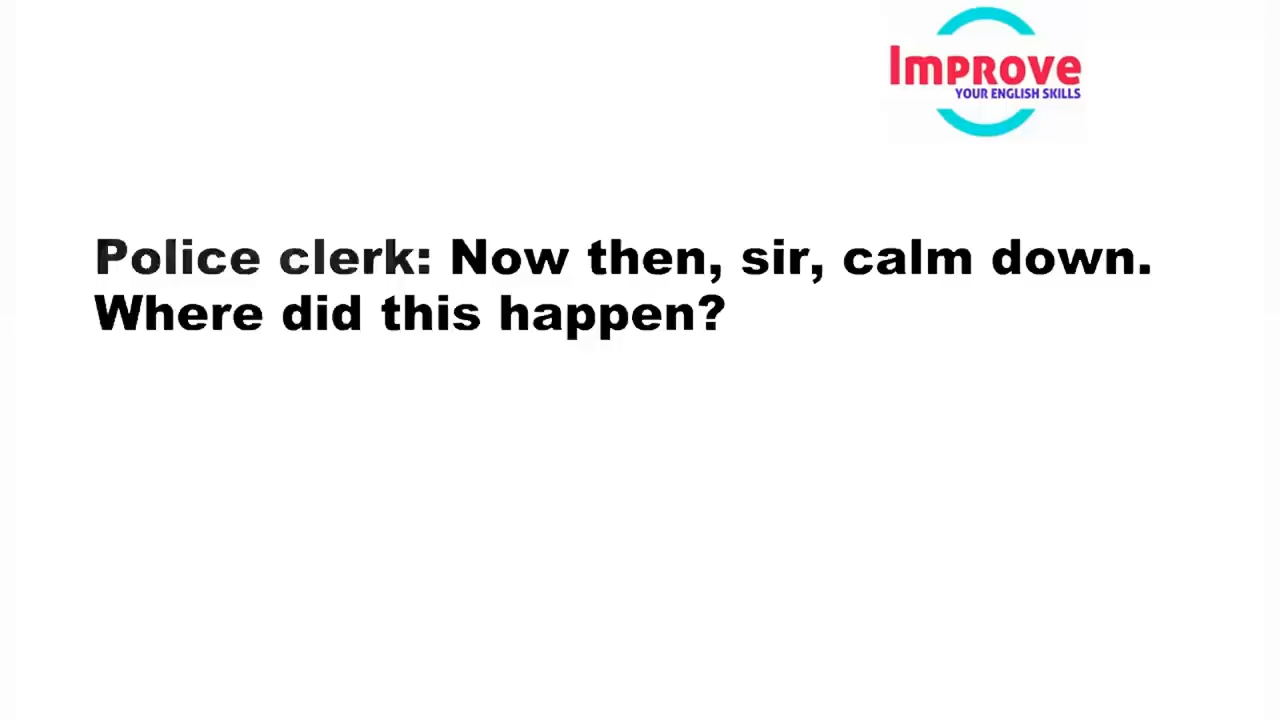 Improve
YOUR ENGLISH SKILLS
Police clerk: Now then, sir, calm down.
Where did this happen?